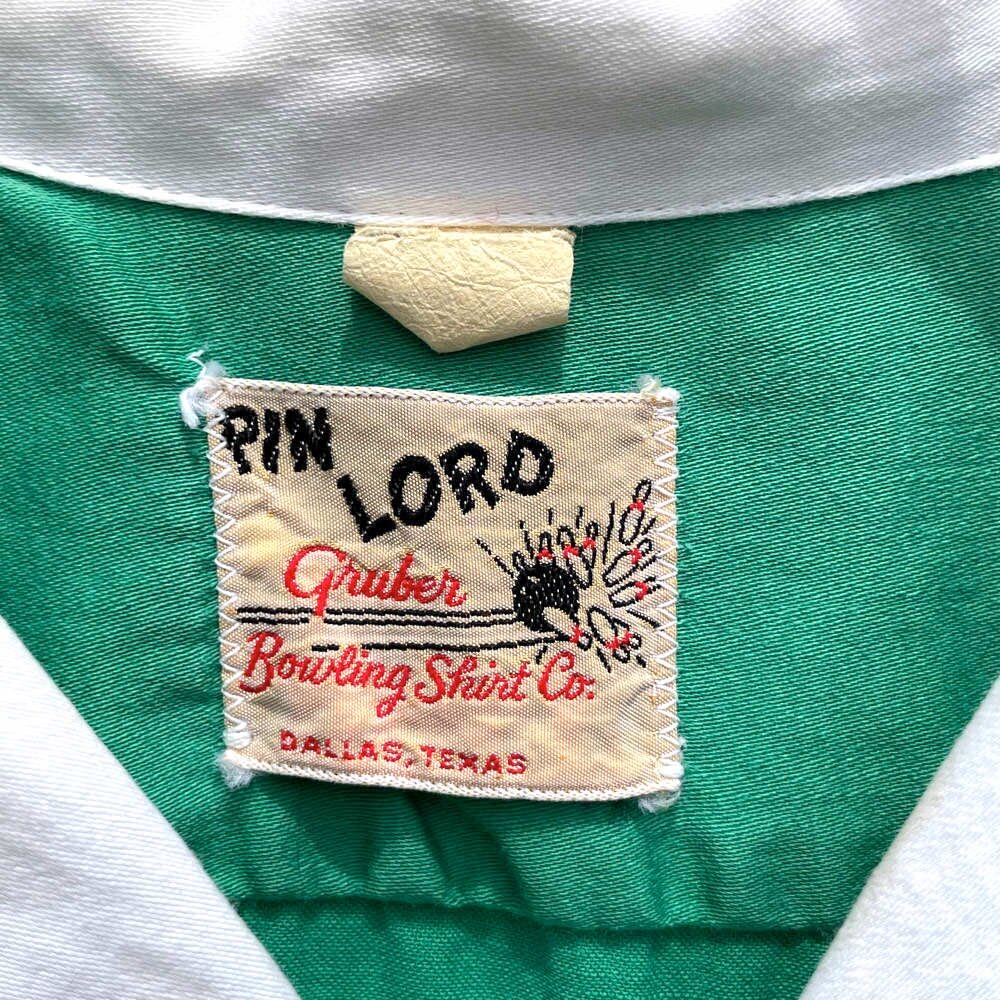 PIN
LORD
Gruber
Bowling Shirt Co.
DALLAS, TEXAS